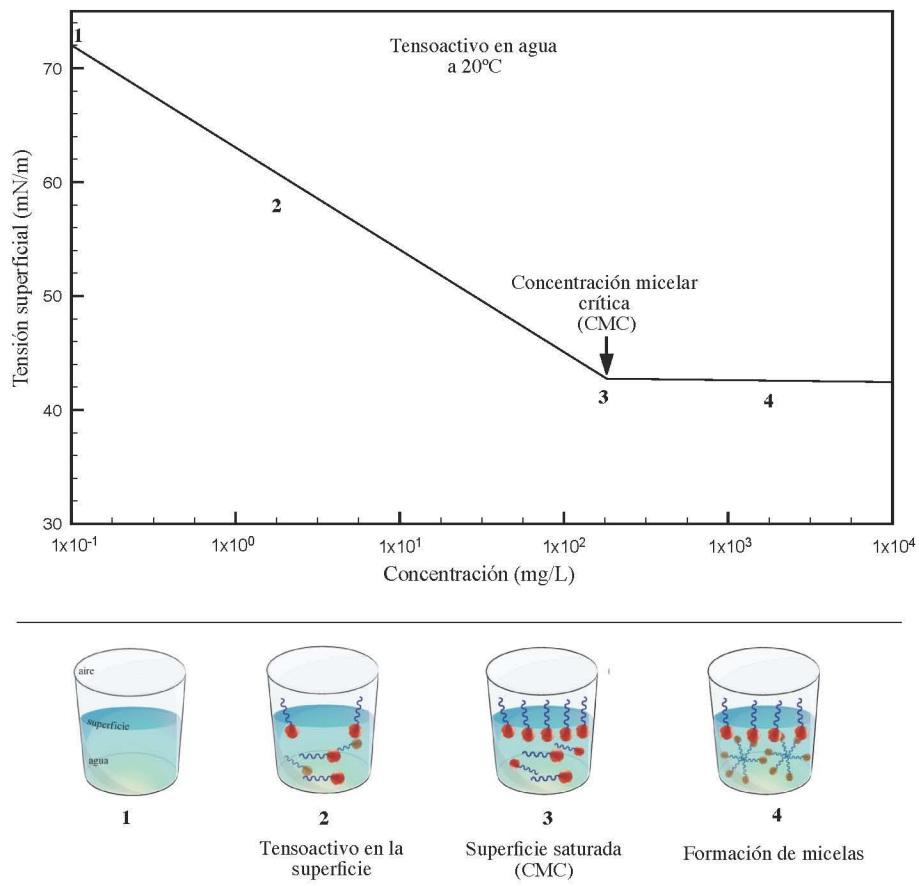 1
Tensoactivo en agua
a 20ºC
70
60
2
Concentración micelar
crítica
(CMC)
50
3
4
40
30
Tensión superficial (mN/m)
1x10⁻¹
1x10⁰
1x10¹
1x10²
1x10³
1x10⁴
Concentración (mg/L)
aire
superficie
agua
1
2
3
4
Tensoactivo en la
superficie
Superficie saturada
(CMC)
Formación de micelas